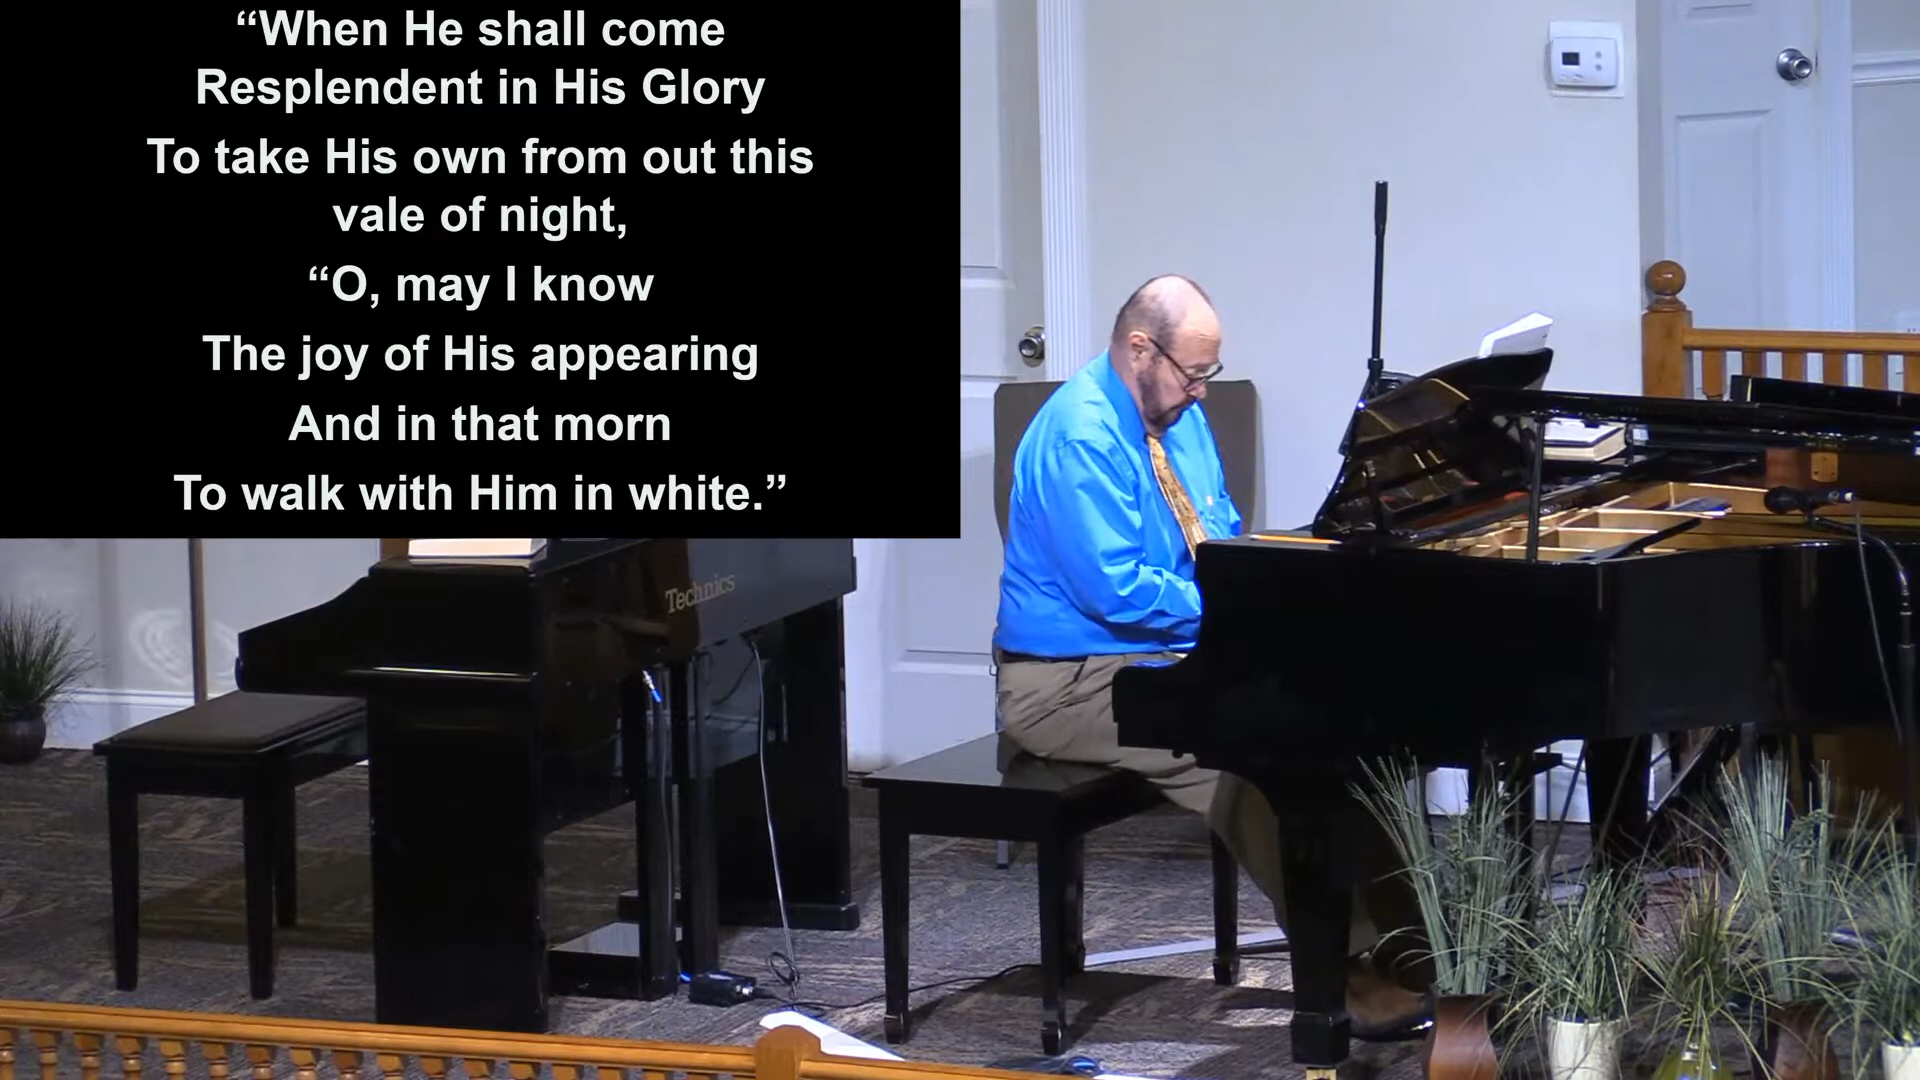 “When He shall come
Resplendent in His Glory
To take His own from out this
vale of night,
“O, may I know
The joy of His appearing
And in that morn
To walk with Him in white.”
Technics